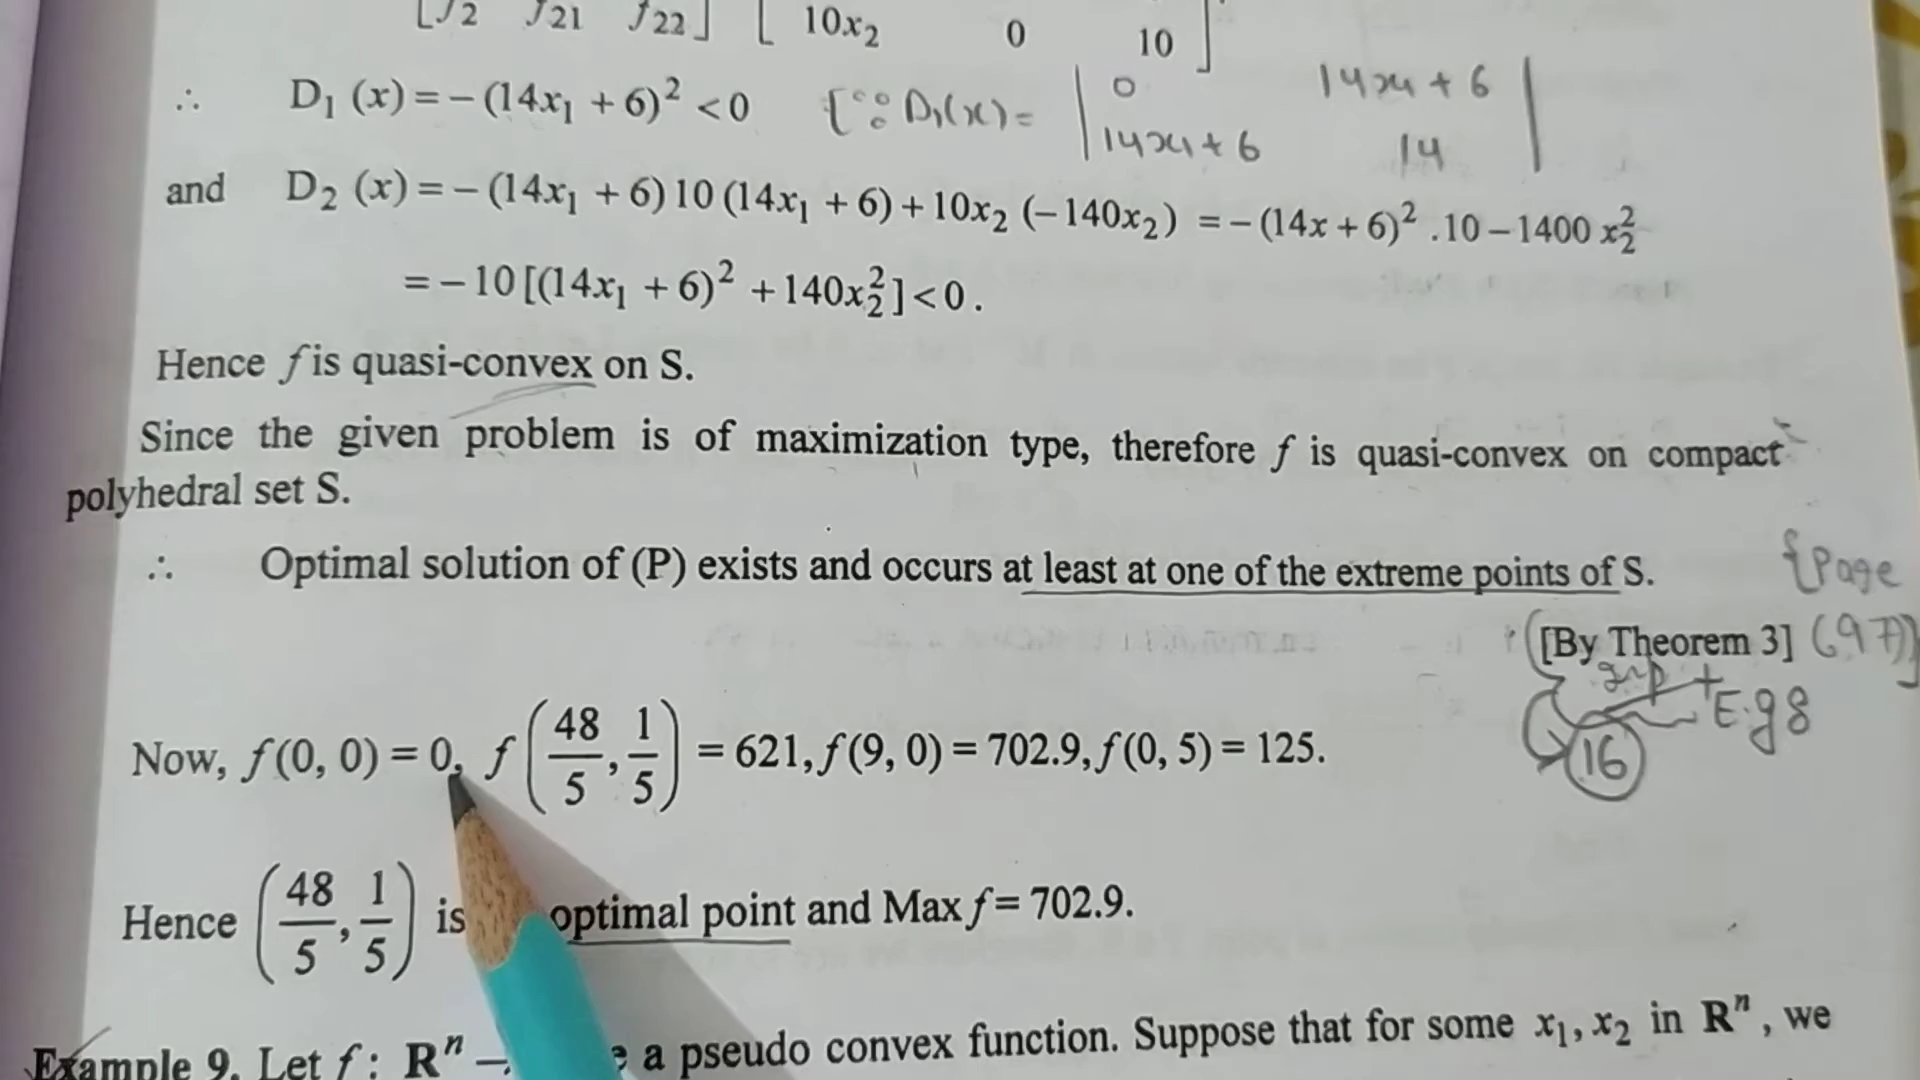 [f2 f21 f22] [ 10x2 0 10 ]
∴ D1 (x) = − (14x1 + 6)² < 0 {∵ D1(x) = | 0 14x1 + 6 |
| 14x1 + 6 14 |
and D2 (x) = − (14x1 + 6) 10 (14x1 + 6) + 10x2 (− 140x2) = − (14x + 6)² .10 − 1400 x2²
= − 10 [(14x1 + 6)² + 140x2²] < 0 .
Hence f is quasi-convex on S.
Since the given problem is of maximization type, therefore f is quasi-convex on compact
polyhedral set S.
∴ Optimal solution of (P) exists and occurs at least at one of the extreme points of S. {Page
[By Theorem 3] (97)]
E.g 8
Now, f(0, 0) = 0, f(48/5, 1/5) = 621, f(9, 0) = 702.9, f(0, 5) = 125. 16
Hence (48/5, 1/5) is optimal point and Max f = 702.9.
Example 9. Let f : Rⁿ a pseudo convex function. Suppose that for some x1, x2 in Rⁿ, we